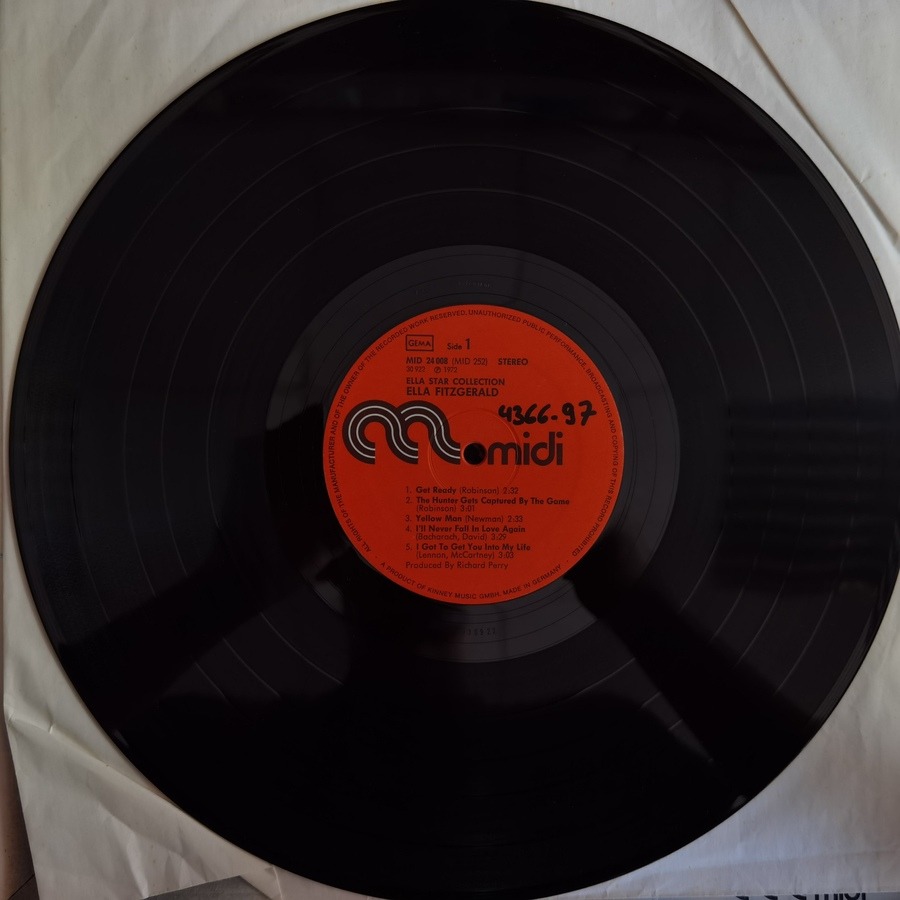 ALL RIGHTS OF THE MANUFACTURER AND OF THE OWNER OF THE RECORDED WORK RESERVED. UNAUTHORIZED PUBLIC PERFORMANCE, BROADCASTING AND COPYING OF THIS RECORD PROHIBITED
GEMA Side 1
MID 24 008 (MID 252) STEREO
30 922 ℗ 1972
ELLA STAR COLLECTION
ELLA FITZGERALD
4366-97
midi
1. Get Ready (Robinson) 2:32
2. The Hunter Gets Captured By The Game
(Robinson) 3:01
3. Yellow Man (Newman) 2:33
4. I'll Never Fall In Love Again
(Bacharach, David) 3:29
5. I Got To Get You Into My Life
(Lennon, McCartney) 3:03
Produced By Richard Perry
A PRODUCT OF KINNEY MUSIC GMBH, MADE IN GERMANY
midi